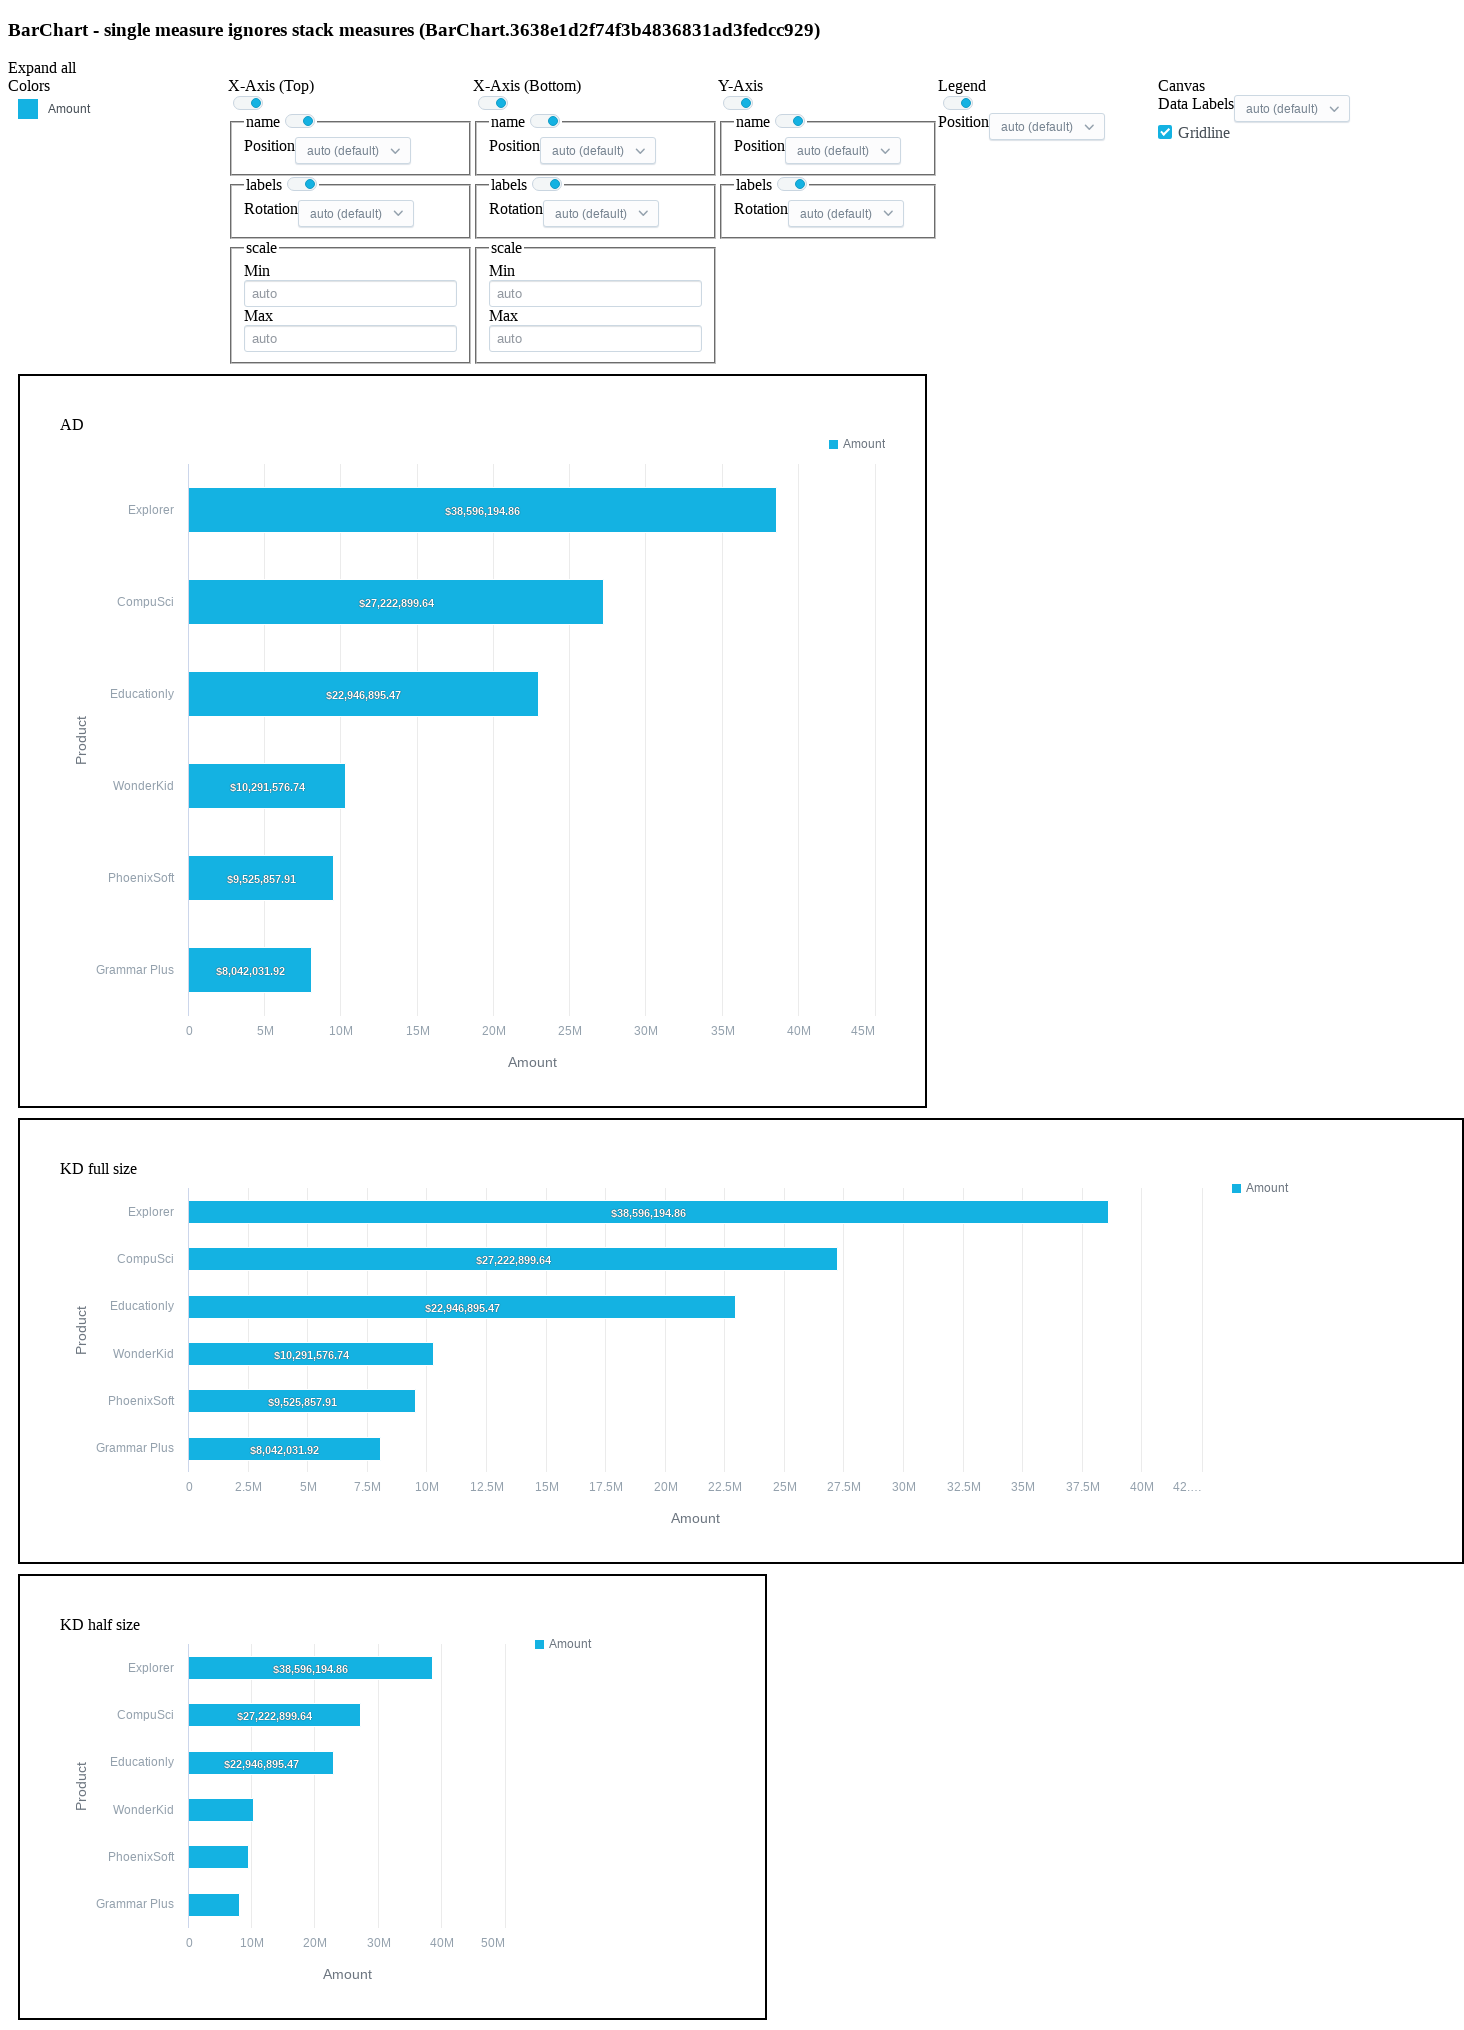 BarChart - single measure ignores stack measures (BarChart.3638e1d2f74f3b4836831ad3fedcc929)
Expand all
Colors
Amount
X-Axis (Top)
name
Position auto (default)
labels
Rotation auto (default)
scale
Min
auto
Max
auto
X-Axis (Bottom)
name
Position auto (default)
labels
Rotation auto (default)
scale
Min
auto
Max
auto
Y-Axis
name
Position auto (default)
labels
Rotation auto (default)
Legend
Position auto (default)
Canvas
Data Labels auto (default)
Gridline
AD
Amount
Explorer $38,596,194.86
CompuSci $27,222,899.64
Educationly $22,946,895.47
Product
WonderKid $10,291,576.74
PhoenixSoft $9,525,857.91
Grammar Plus $8,042,031.92
0 5M 10M 15M 20M 25M 30M 35M 40M 45M
Amount
KD full size
Amount
Explorer $38,596,194.86
CompuSci $27,222,899.64
Educationly $22,946,895.47
Product
WonderKid $10,291,576.74
PhoenixSoft $9,525,857.91
Grammar Plus $8,042,031.92
0 2.5M 5M 7.5M 10M 12.5M 15M 17.5M 20M 22.5M 25M 27.5M 30M 32.5M 35M 37.5M 40M 42.…
Amount
KD half size
Amount
Explorer $38,596,194.86
CompuSci $27,222,899.64
Educationly $22,946,895.47
Product
WonderKid
PhoenixSoft
Grammar Plus
0 10M 20M 30M 40M 50M
Amount